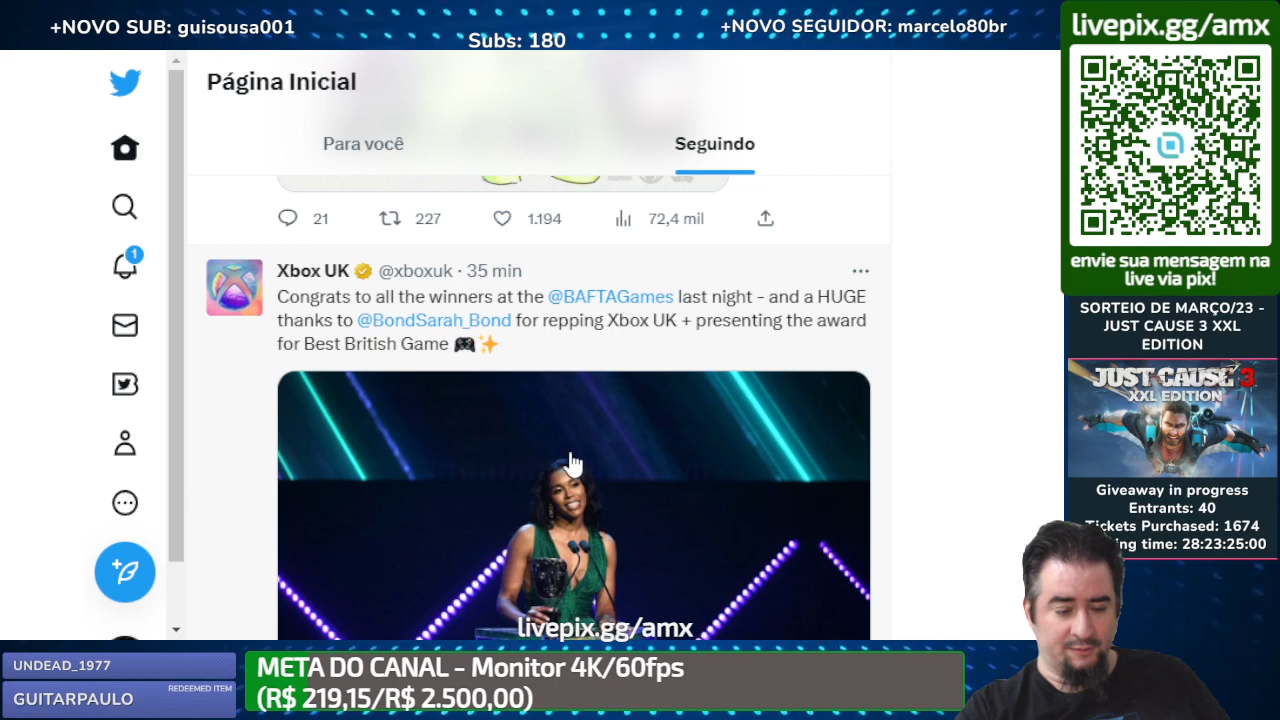 +NOVO SUB: guisousa001
Subs: 180
+NOVO SEGUIDOR: marcelo80br
livepix.gg/amx
envie sua mensagem na
live via pix!
Página Inicial
Para você
Seguindo
21
227
1.194
72,4 mil
1
Xbox UK @xboxuk · 35 min
Congrats to all the winners at the @BAFTAGames last night - and a HUGE
thanks to @BondSarah_Bond for repping Xbox UK + presenting the award
for Best British Game 🎮✨
livepix.gg/amx
SORTEIO DE MARÇO/23 -
JUST CAUSE 3 XXL
EDITION
JUST CAUSE 3
XXL EDITION
Giveaway in progress
Entrants: 40
Tickets Purchased: 1674
ing time: 28:23:25:00
UNDEAD_1977
GUITARPAULO
REDEEMED ITEM
META DO CANAL - Monitor 4K/60fps
(R$ 219,15/R$ 2.500,00)